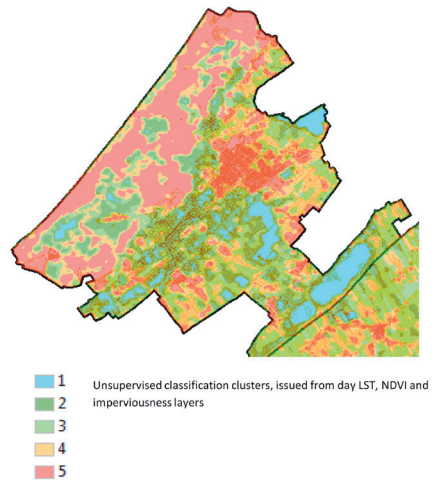 1 Unsupervised classification clusters, issued from day LST, NDVI and
2 imperviousness layers
3
4
5